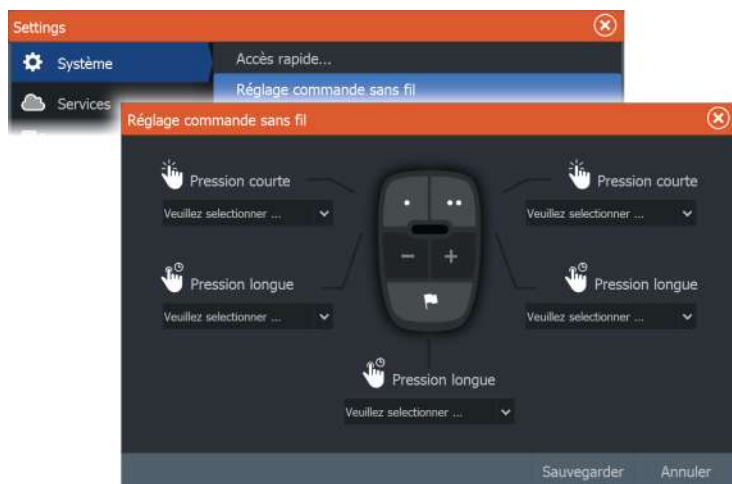 Settings
Système
Accès rapide...
Réglage commande sans fil
Services
Réglage commande sans fil
Pression courte
Pression courte
Veuillez selectionner ...
Veuillez selectionner ...
Pression longue
Pression longue
Veuillez selectionner ...
Veuillez selectionner ...
Pression longue
Veuillez selectionner ...
Sauvegarder
Annuler